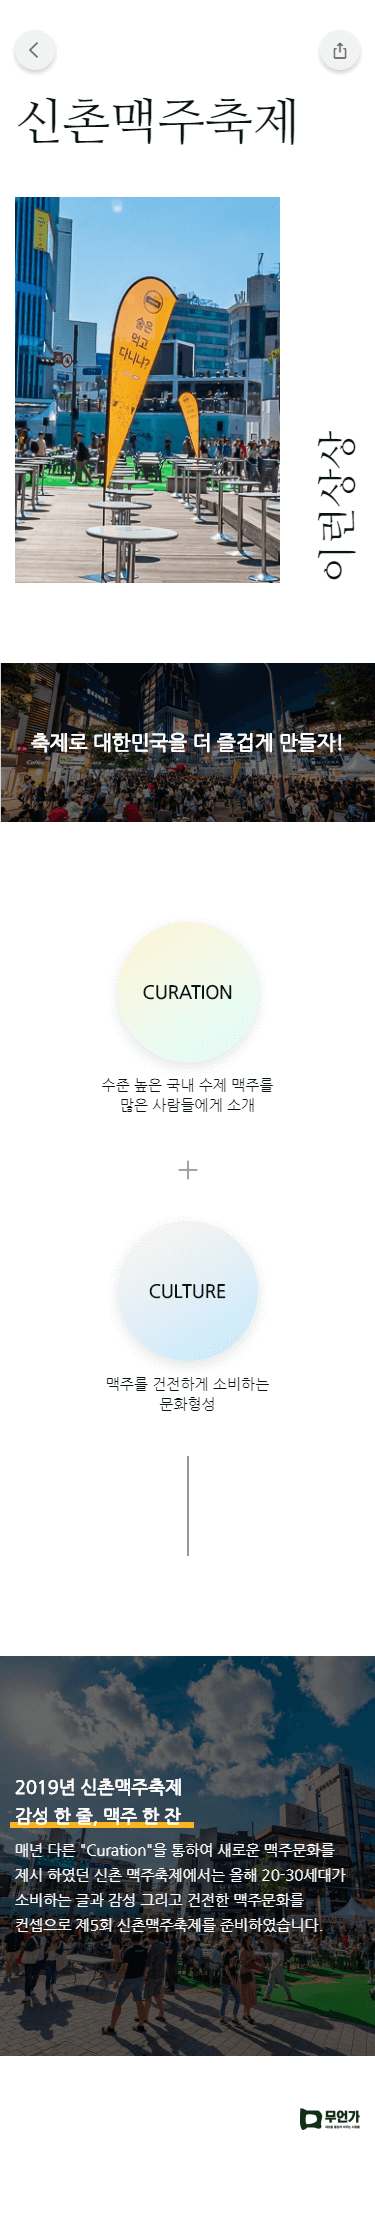 신촌맥주축제
술은
먹고
다니냐?
이런상상
Coffee
축제로 대한민국을 더 즐겁게 만들자!
CURATION
수준 높은 국내 수제 맥주를
많은 사람들에게 소개
+
CULTURE
맥주를 건전하게 소비하는
문화형성
2019년 신촌맥주축제
감성 한 줄, 맥주 한 잔
매년 다른 "Curation"을 통하여 새로운 맥주문화를
제시 하였던 신촌 맥주축제에서는 올해 20-30세대가
소비하는 글과 감성 그리고 건전한 맥주문화를
컨셉으로 제5회 신촌맥주축제를 준비하였습니다.
무언가